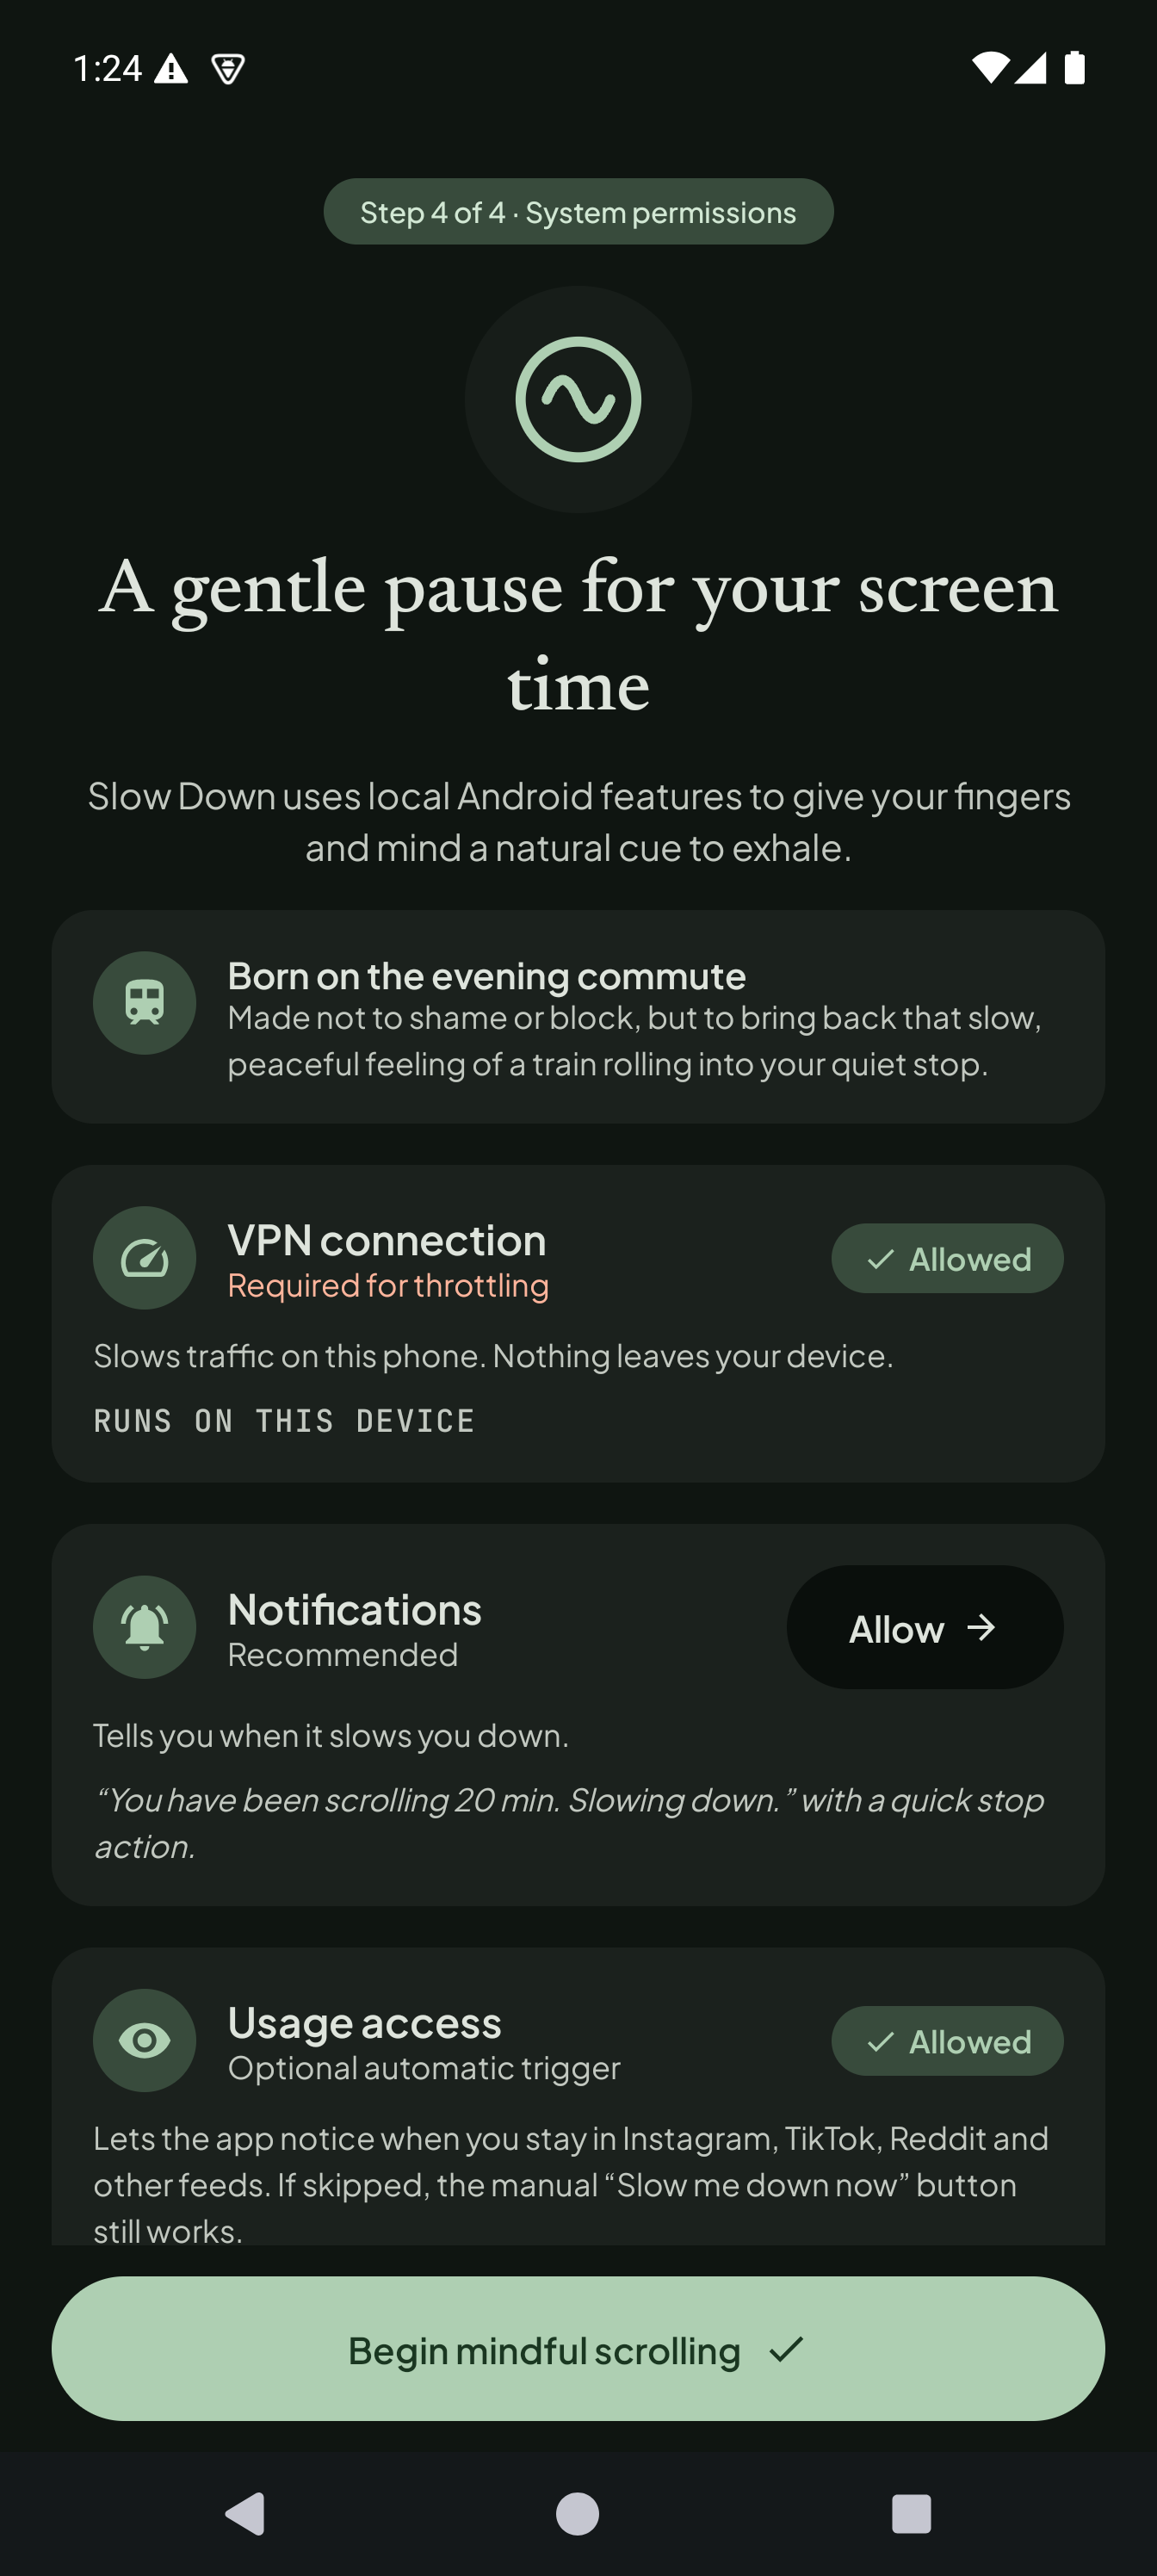 1:24
Step 4 of 4 · System permissions
A gentle pause for your screen
time
Slow Down uses local Android features to give your fingers
and mind a natural cue to exhale.
Born on the evening commute
Made not to shame or block, but to bring back that slow,
peaceful feeling of a train rolling into your quiet stop.
VPN connection
Required for throttling
Allowed
Slows traffic on this phone. Nothing leaves your device.
RUNS ON THIS DEVICE
Notifications
Recommended
Allow →
Tells you when it slows you down.
“You have been scrolling 20 min. Slowing down.” with a quick stop
action.
Usage access
Optional automatic trigger
Allowed
Lets the app notice when you stay in Instagram, TikTok, Reddit and
other feeds. If skipped, the manual “Slow me down now” button
still works.
Begin mindful scrolling